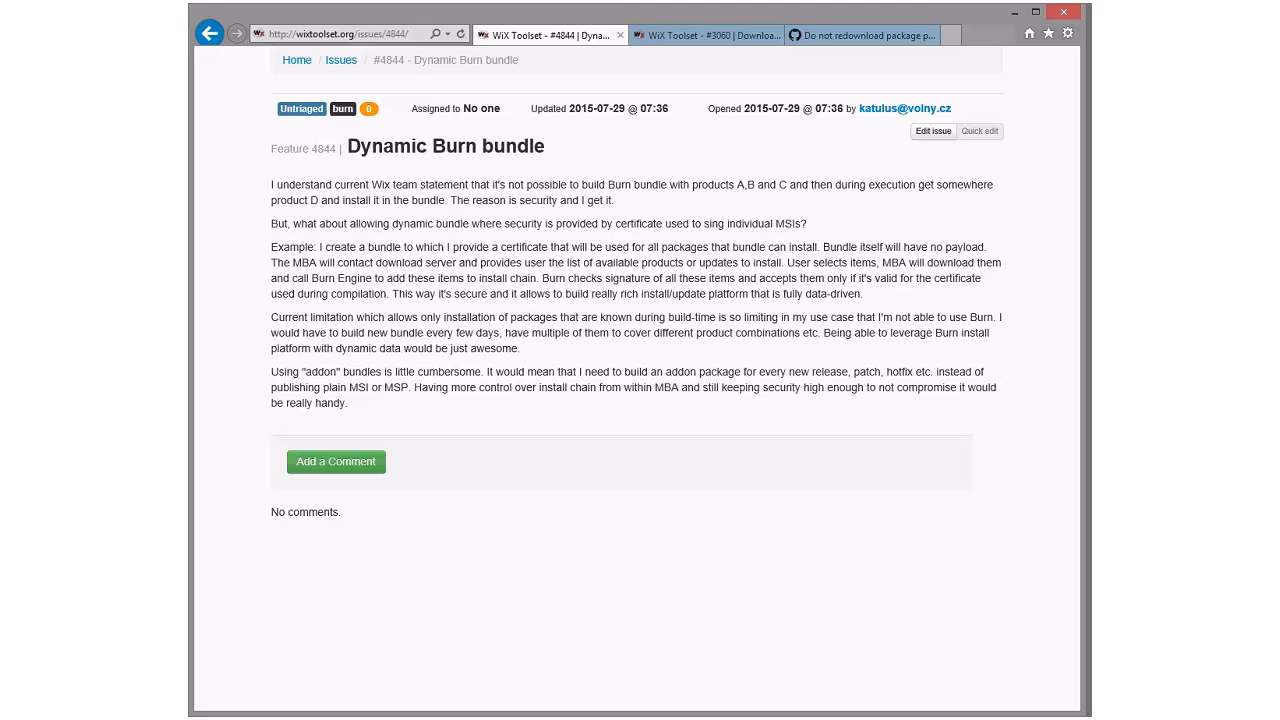 http://wixtoolset.org/issues/4844/
WiX Toolset - #4844 | Dyna...
WiX Toolset - #3060 | Downloa...
Do not redownload package p...
Home / Issues / #4844 - Dynamic Burn bundle
Untriaged burn 0 Assigned to No one Updated 2015-07-29 @ 07:36 Opened 2015-07-29 @ 07:36 by katulus@volny.cz
Edit issue Quick edit
Feature 4844 | Dynamic Burn bundle
I understand current Wix team statement that it's not possible to build Burn bundle with products A,B and C and then during execution get somewhere
product D and install it in the bundle. The reason is security and I get it.
But, what about allowing dynamic bundle where security is provided by certificate used to sing individual MSIs?
Example: I create a bundle to which I provide a certificate that will be used for all packages that bundle can install. Bundle itself will have no payload.
The MBA will contact download server and provides user the list of available products or updates to install. User selects items, MBA will download them
and call Burn Engine to add these items to install chain. Burn checks signature of all these items and accepts them only if it's valid for the certificate
used during compilation. This way it's secure and it allows to build really rich install/update platform that is fully data-driven.
Current limitation which allows only installation of packages that are known during build-time is so limiting in my use case that I'm not able to use Burn. I
would have to build new bundle every few days, have multiple of them to cover different product combinations etc. Being able to leverage Burn install
platform with dynamic data would be just awesome.
Using "addon" bundles is little cumbersome. It would mean that I need to build an addon package for every new release, patch, hotfix etc. instead of
publishing plain MSI or MSP. Having more control over install chain from within MBA and still keeping security high enough to not compromise it would
be really handy.
Add a Comment
No comments.